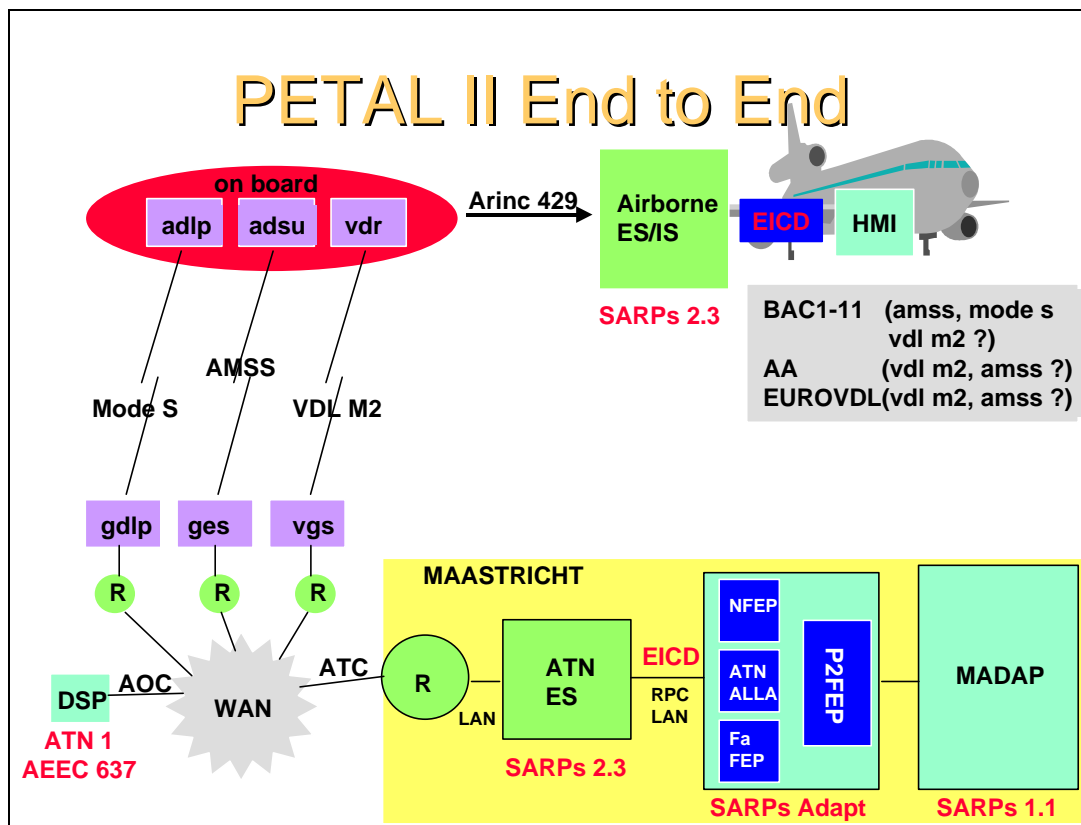 PETAL II End to End
on board
adlp
adsu
vdr
Arinc 429
Airborne
ES/IS
EICD
HMI
SARPs 2.3
BAC1-11 (amss, mode s
vdl m2 ?)
AA (vdl m2, amss ?)
EUROVDL(vdl m2, amss ?)
AMSS
Mode S
VDL M2
gdlp
ges
vgs
R
R
R
MAASTRICHT
DSP
AOC
WAN
ATC
R
LAN
ATN
ES
EICD
RPC
LAN
NFEP
ATN
ALLA
Fa
FEP
P2FEP
MADAP
ATN 1
AEEC 637
SARPs 2.3
SARPs Adapt
SARPs 1.1